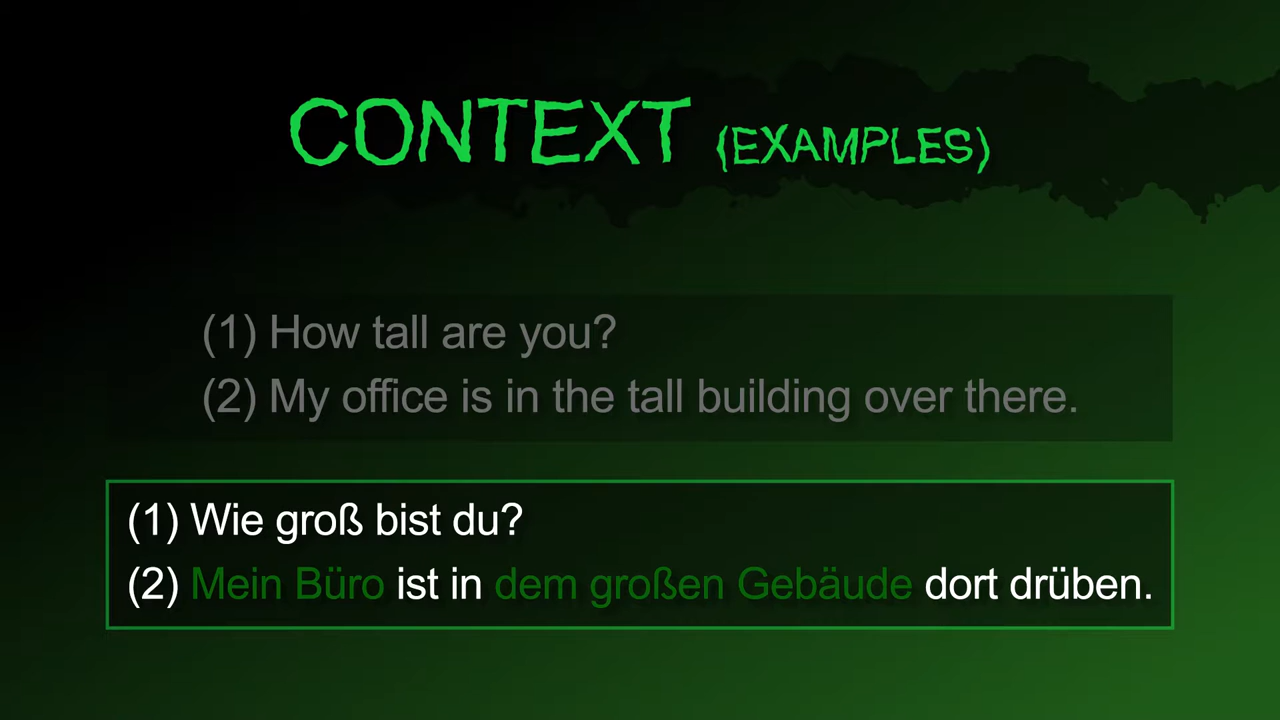 CONTEXT (EXAMPLES)
(1) How tall are you?
(2) My office is in the tall building over there.
(1) Wie groß bist du?
(2) Mein Büro ist in dem großen Gebäude dort drüben.